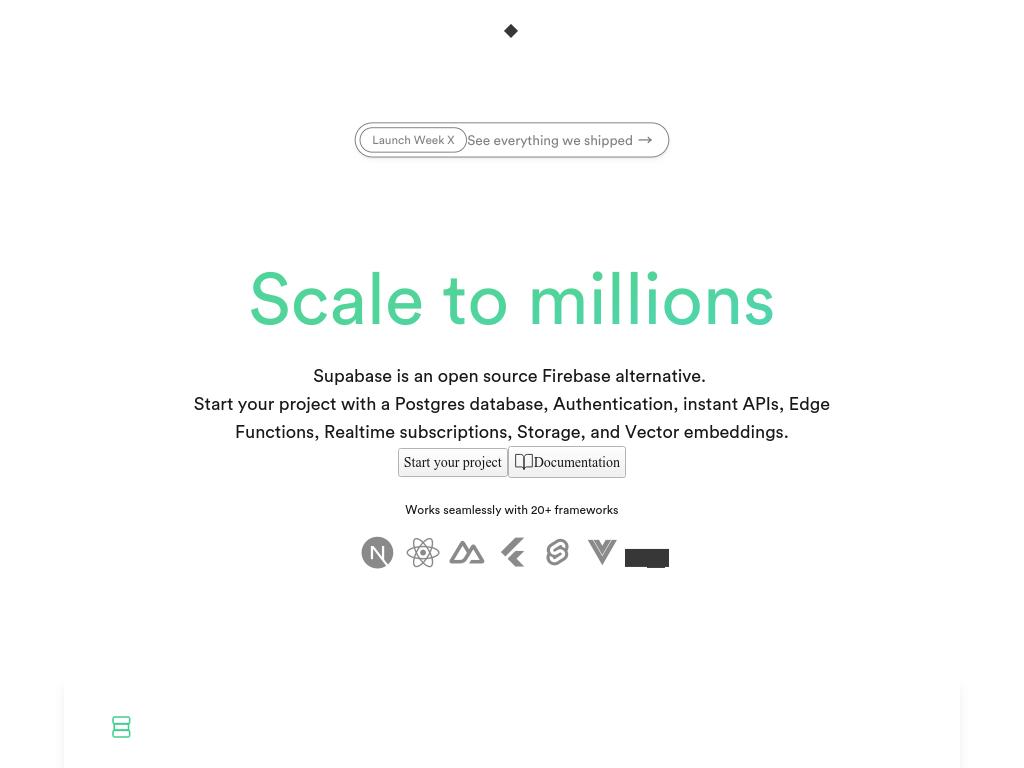 Launch Week X See everything we shipped →
Scale to millions
Supabase is an open source Firebase alternative.
Start your project with a Postgres database, Authentication, instant APIs, Edge
Functions, Realtime subscriptions, Storage, and Vector embeddings.
Start your project Documentation
Works seamlessly with 20+ frameworks